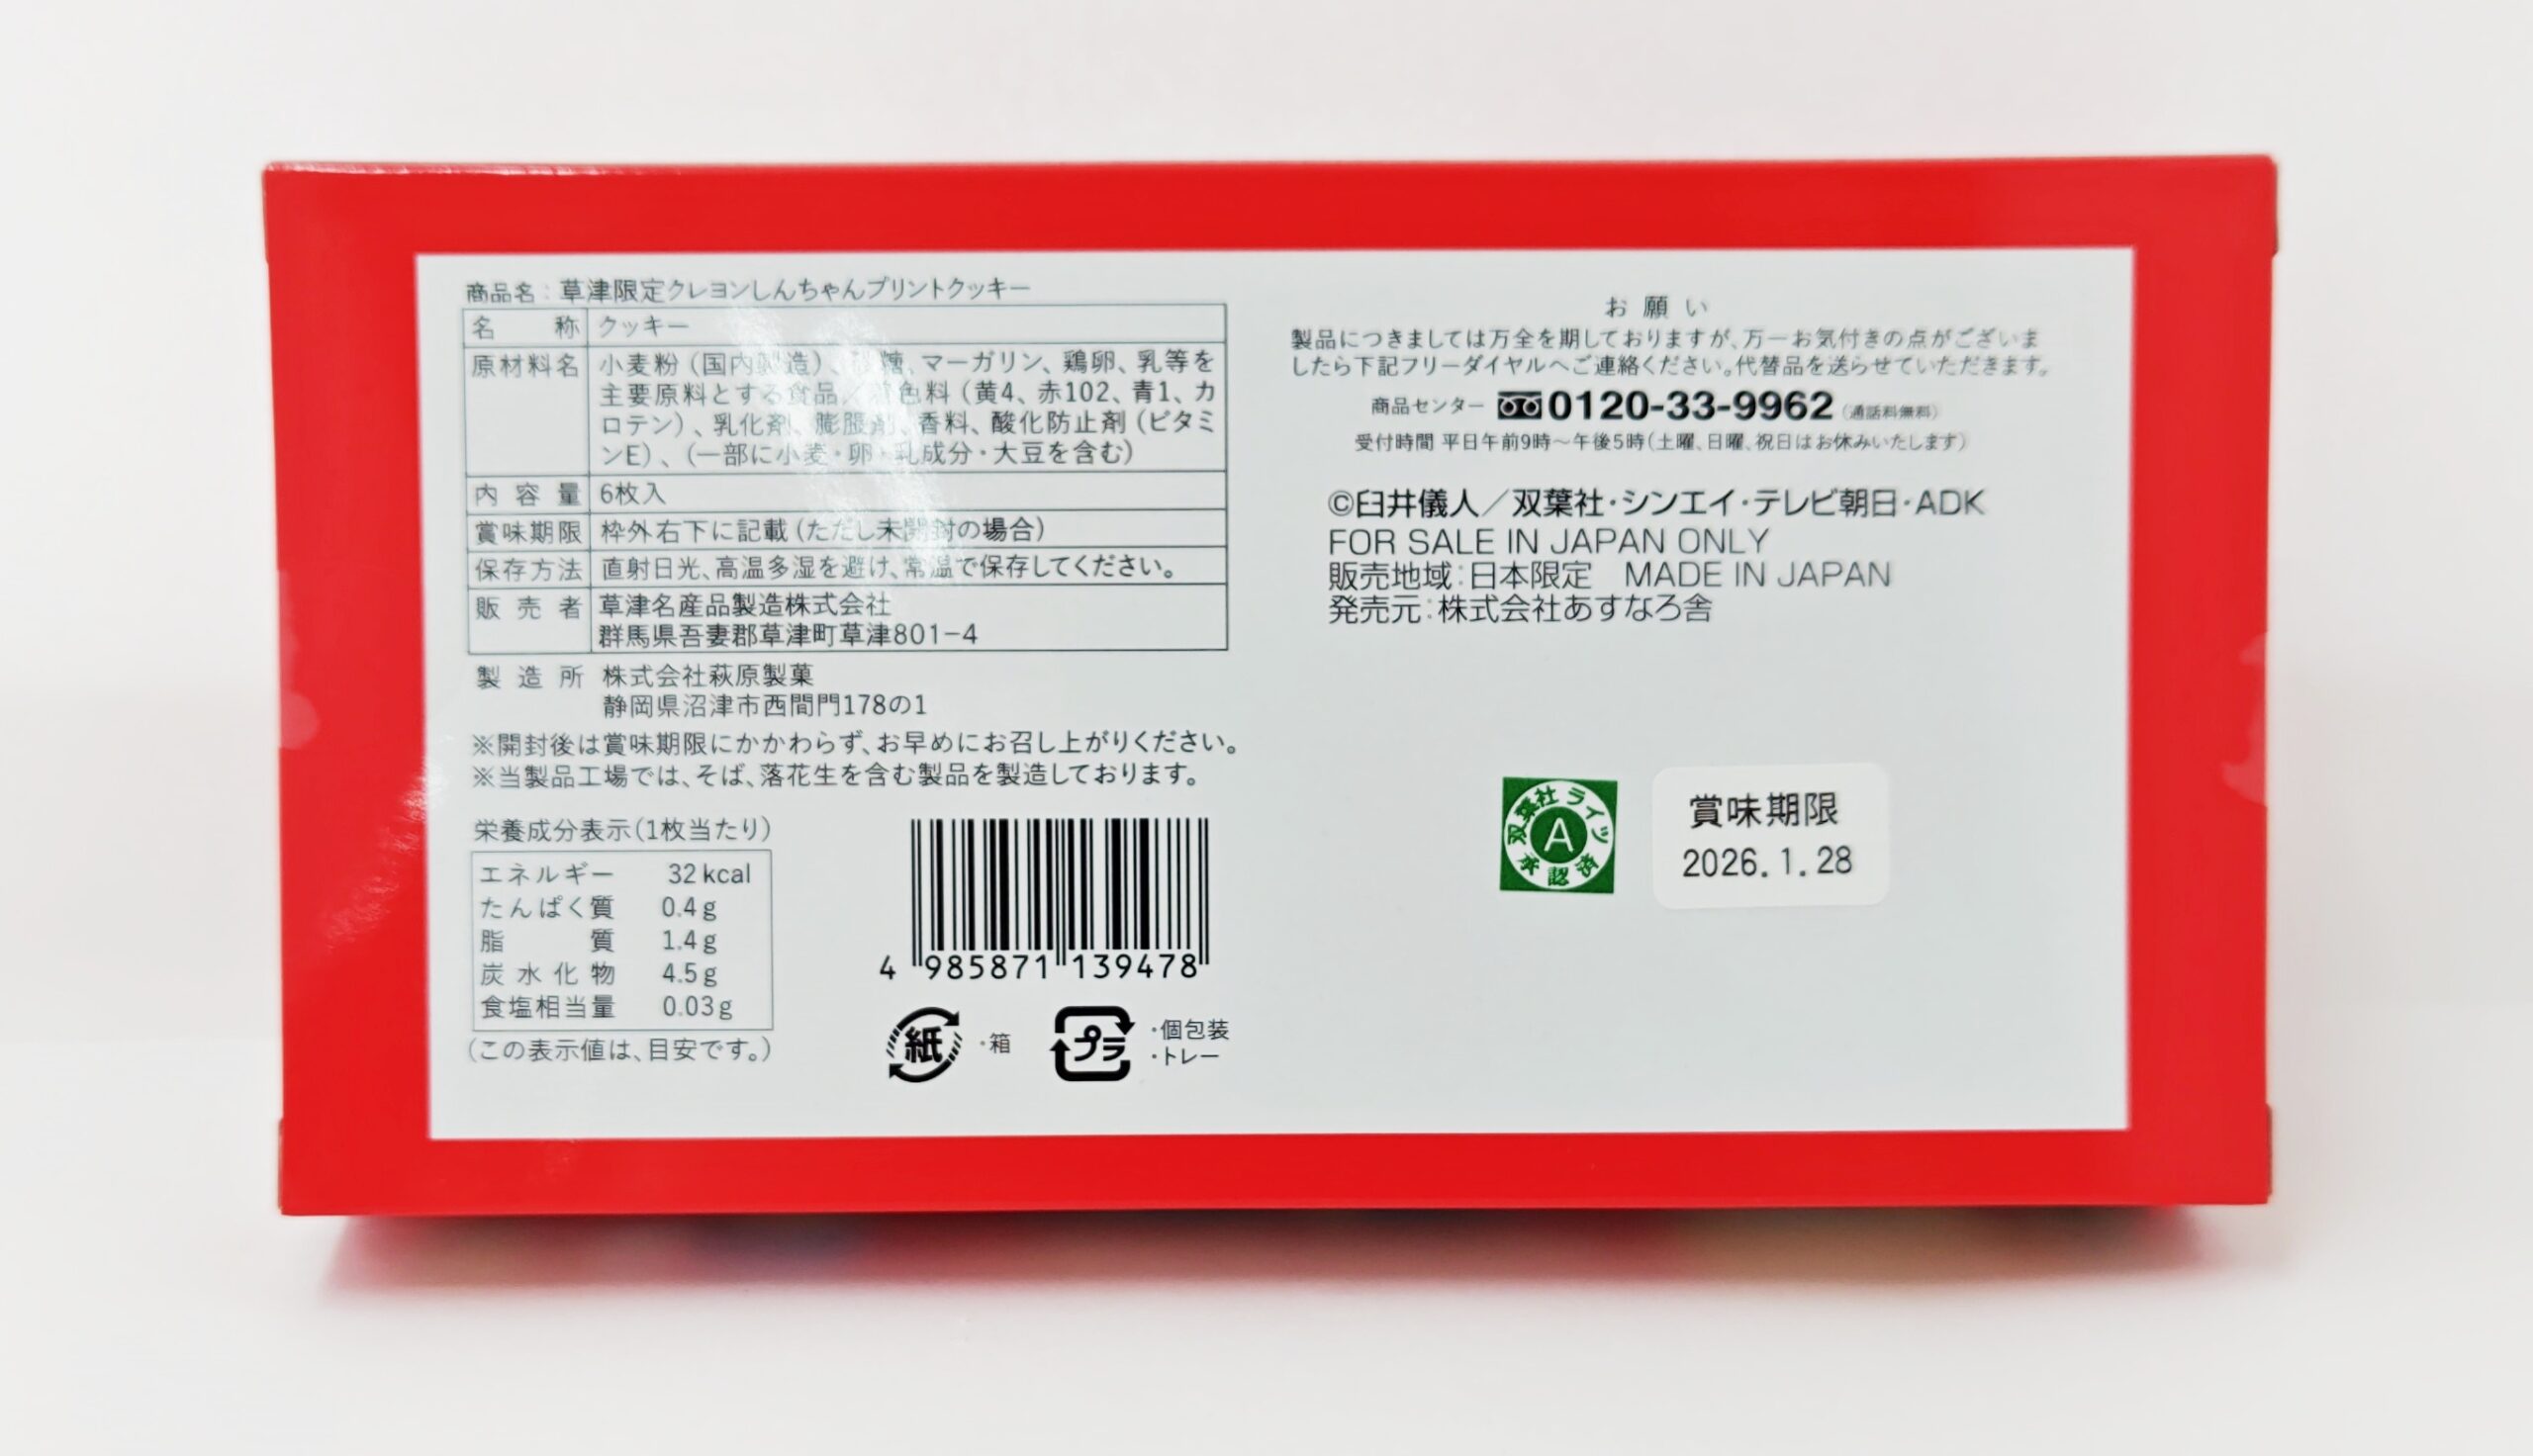 商品名：草津限定クレヨンしんちゃんプリントクッキー
名称 クッキー
原材料名 小麦粉（国内製造）、砂糖、マーガリン、鶏卵、乳等を
主要原料とする食品／着色料（黄4、赤102、青1、カ
ロテン）、乳化剤、膨脹剤、香料、酸化防止剤（ビタミ
ンE）、（一部に小麦・卵・乳成分・大豆を含む）
内容量 6枚入
賞味期限 枠外右下に記載（ただし未開封の場合）
保存方法 直射日光、高温多湿を避け、常温で保存してください。
販売者 草津名産品製造株式会社
群馬県吾妻郡草津町草津801−4
製造所 株式会社萩原製菓
静岡県沼津市西間門178の1
※開封後は賞味期限にかかわらず、お早めにお召し上がりください。
※当製品工場では、そば、落花生を含む製品を製造しております。
栄養成分表示（1枚当たり）
エネルギー 32kcal
たんぱく質 0.4g
脂質 1.4g
炭水化物 4.5g
食塩相当量 0.03g
（この表示値は、目安です。）
4 985871 139478
紙 ・箱
プラ ・個包装
・トレー
お願い
製品につきましては万全を期しておりますが、万一お気付きの点がございま
したら下記フリーダイヤルへご連絡ください。代替品を送らせていただきます。
商品センター 0120-33-9962（通話料無料）
受付時間 平日午前9時〜午後5時（土曜、日曜、祝日はお休みいたします）
©臼井儀人／双葉社・シンエイ・テレビ朝日・ADK
FOR SALE IN JAPAN ONLY
販売地域：日本限定 MADE IN JAPAN
発売元：株式会社あすなろ舎
双葉社ライツ
A
承認済
賞味期限
2026.1.28